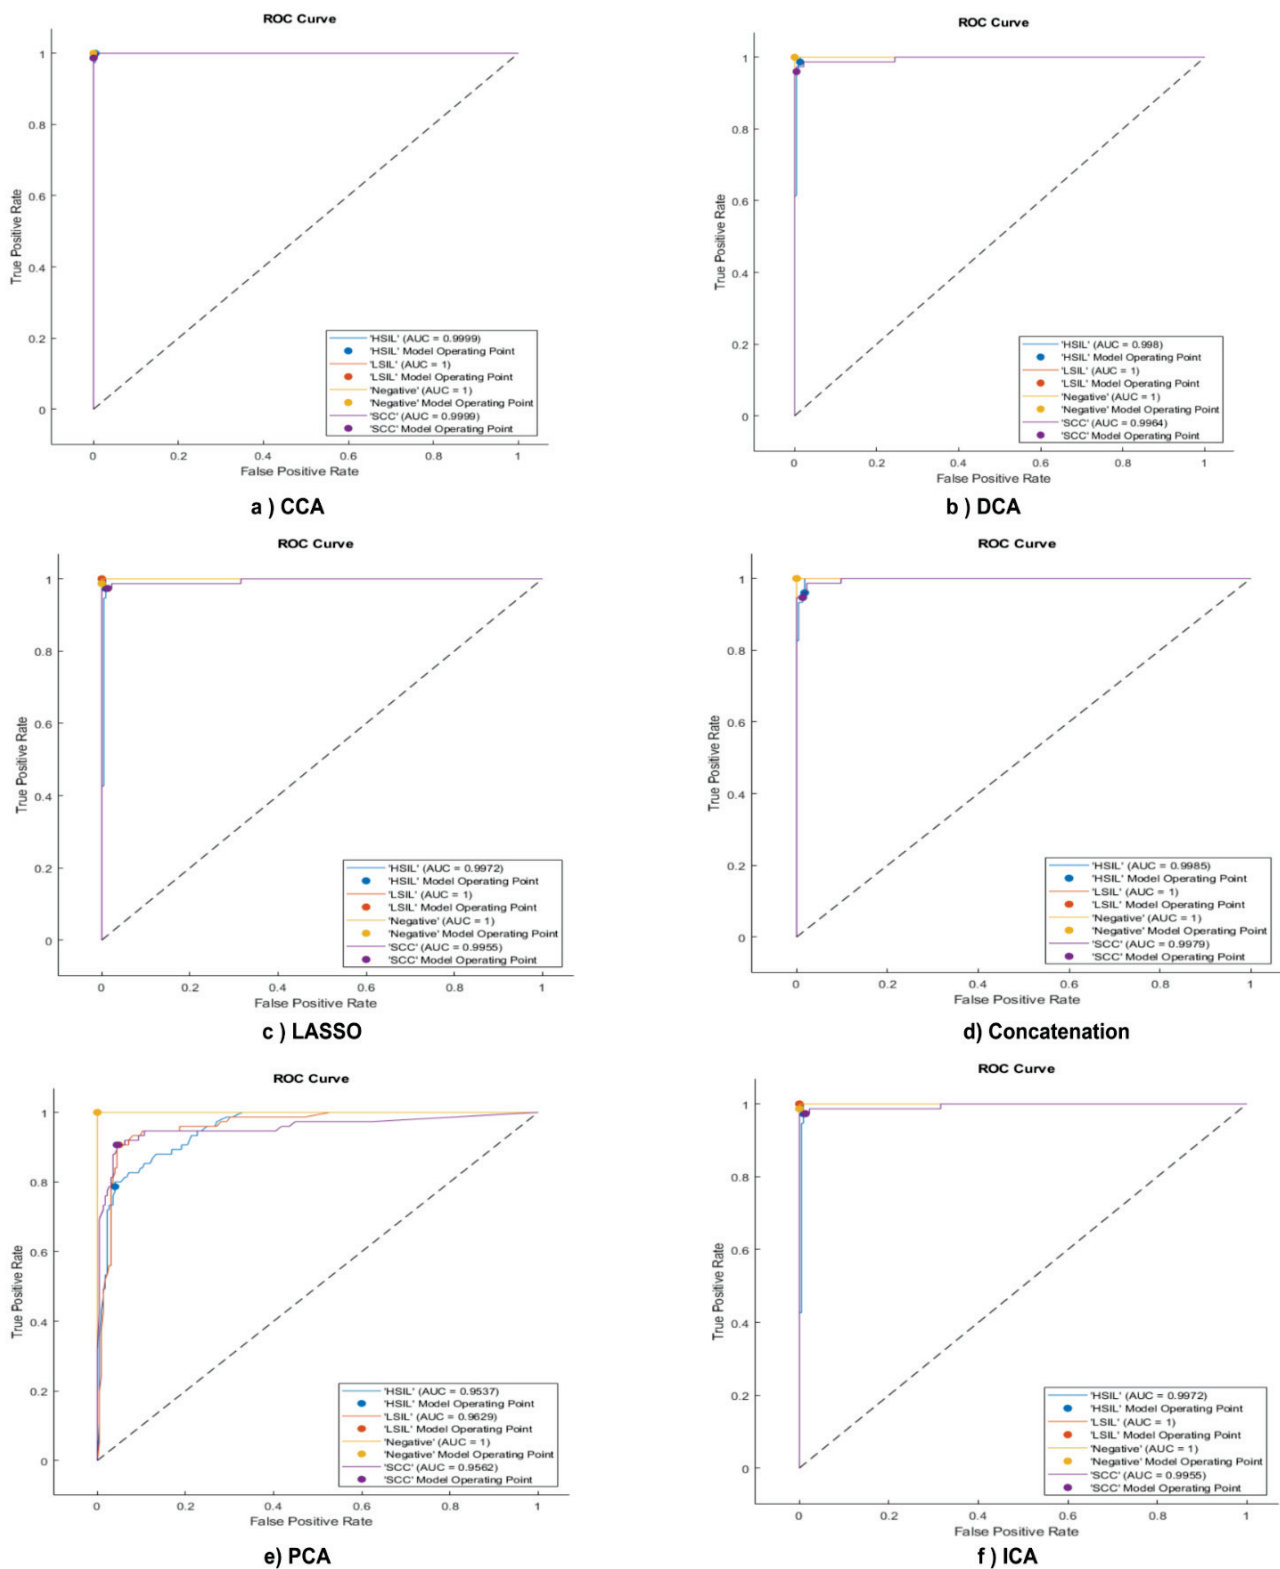 ROC Curve
1
0.8
0.6
0.4
0.2
0
True Positive Rate
'HSIL' (AUC = 0.9999)
'HSIL' Model Operating Point
'LSIL' (AUC = 1)
'LSIL' Model Operating Point
'Negative' (AUC = 1)
'Negative' Model Operating Point
'SCC' (AUC = 0.9999)
'SCC' Model Operating Point
0 0.2 0.4 0.6 0.8 1
False Positive Rate
a ) CCA
ROC Curve
1
0.8
0.6
0.4
0.2
0
True Positive Rate
'HSIL' (AUC = 0.998)
'HSIL' Model Operating Point
'LSIL' (AUC = 1)
'LSIL' Model Operating Point
'Negative' (AUC = 1)
'Negative' Model Operating Point
'SCC' (AUC = 0.9964)
'SCC' Model Operating Point
0 0.2 0.4 0.6 0.8 1
False Positive Rate
b ) DCA
ROC Curve
1
0.8
0.6
0.4
0.2
0
True Positive Rate
'HSIL' (AUC = 0.9972)
'HSIL' Model Operating Point
'LSIL' (AUC = 1)
'LSIL' Model Operating Point
'Negative' (AUC = 1)
'Negative' Model Operating Point
'SCC' (AUC = 0.9955)
'SCC' Model Operating Point
0 0.2 0.4 0.6 0.8 1
False Positive Rate
c ) LASSO
ROC Curve
1
0.8
0.6
0.4
0.2
0
True Positive Rate
'HSIL' (AUC = 0.9985)
'HSIL' Model Operating Point
'LSIL' (AUC = 1)
'LSIL' Model Operating Point
'Negative' (AUC = 1)
'Negative' Model Operating Point
'SCC' (AUC = 0.9979)
'SCC' Model Operating Point
0 0.2 0.4 0.6 0.8 1
False Positive Rate
d) Concatenation
ROC Curve
1
0.8
0.6
0.4
0.2
0
True Positive Rate
'HSIL' (AUC = 0.9537)
'HSIL' Model Operating Point
'LSIL' (AUC = 0.9629)
'LSIL' Model Operating Point
'Negative' (AUC = 1)
'Negative' Model Operating Point
'SCC' (AUC = 0.9562)
'SCC' Model Operating Point
0 0.2 0.4 0.6 0.8 1
False Positive Rate
e) PCA
ROC Curve
1
0.8
0.6
0.4
0.2
0
True Positive Rate
'HSIL' (AUC = 0.9972)
'HSIL' Model Operating Point
'LSIL' (AUC = 1)
'LSIL' Model Operating Point
'Negative' (AUC = 1)
'Negative' Model Operating Point
'SCC' (AUC = 0.9955)
'SCC' Model Operating Point
0 0.2 0.4 0.6 0.8 1
False Positive Rate
f ) ICA